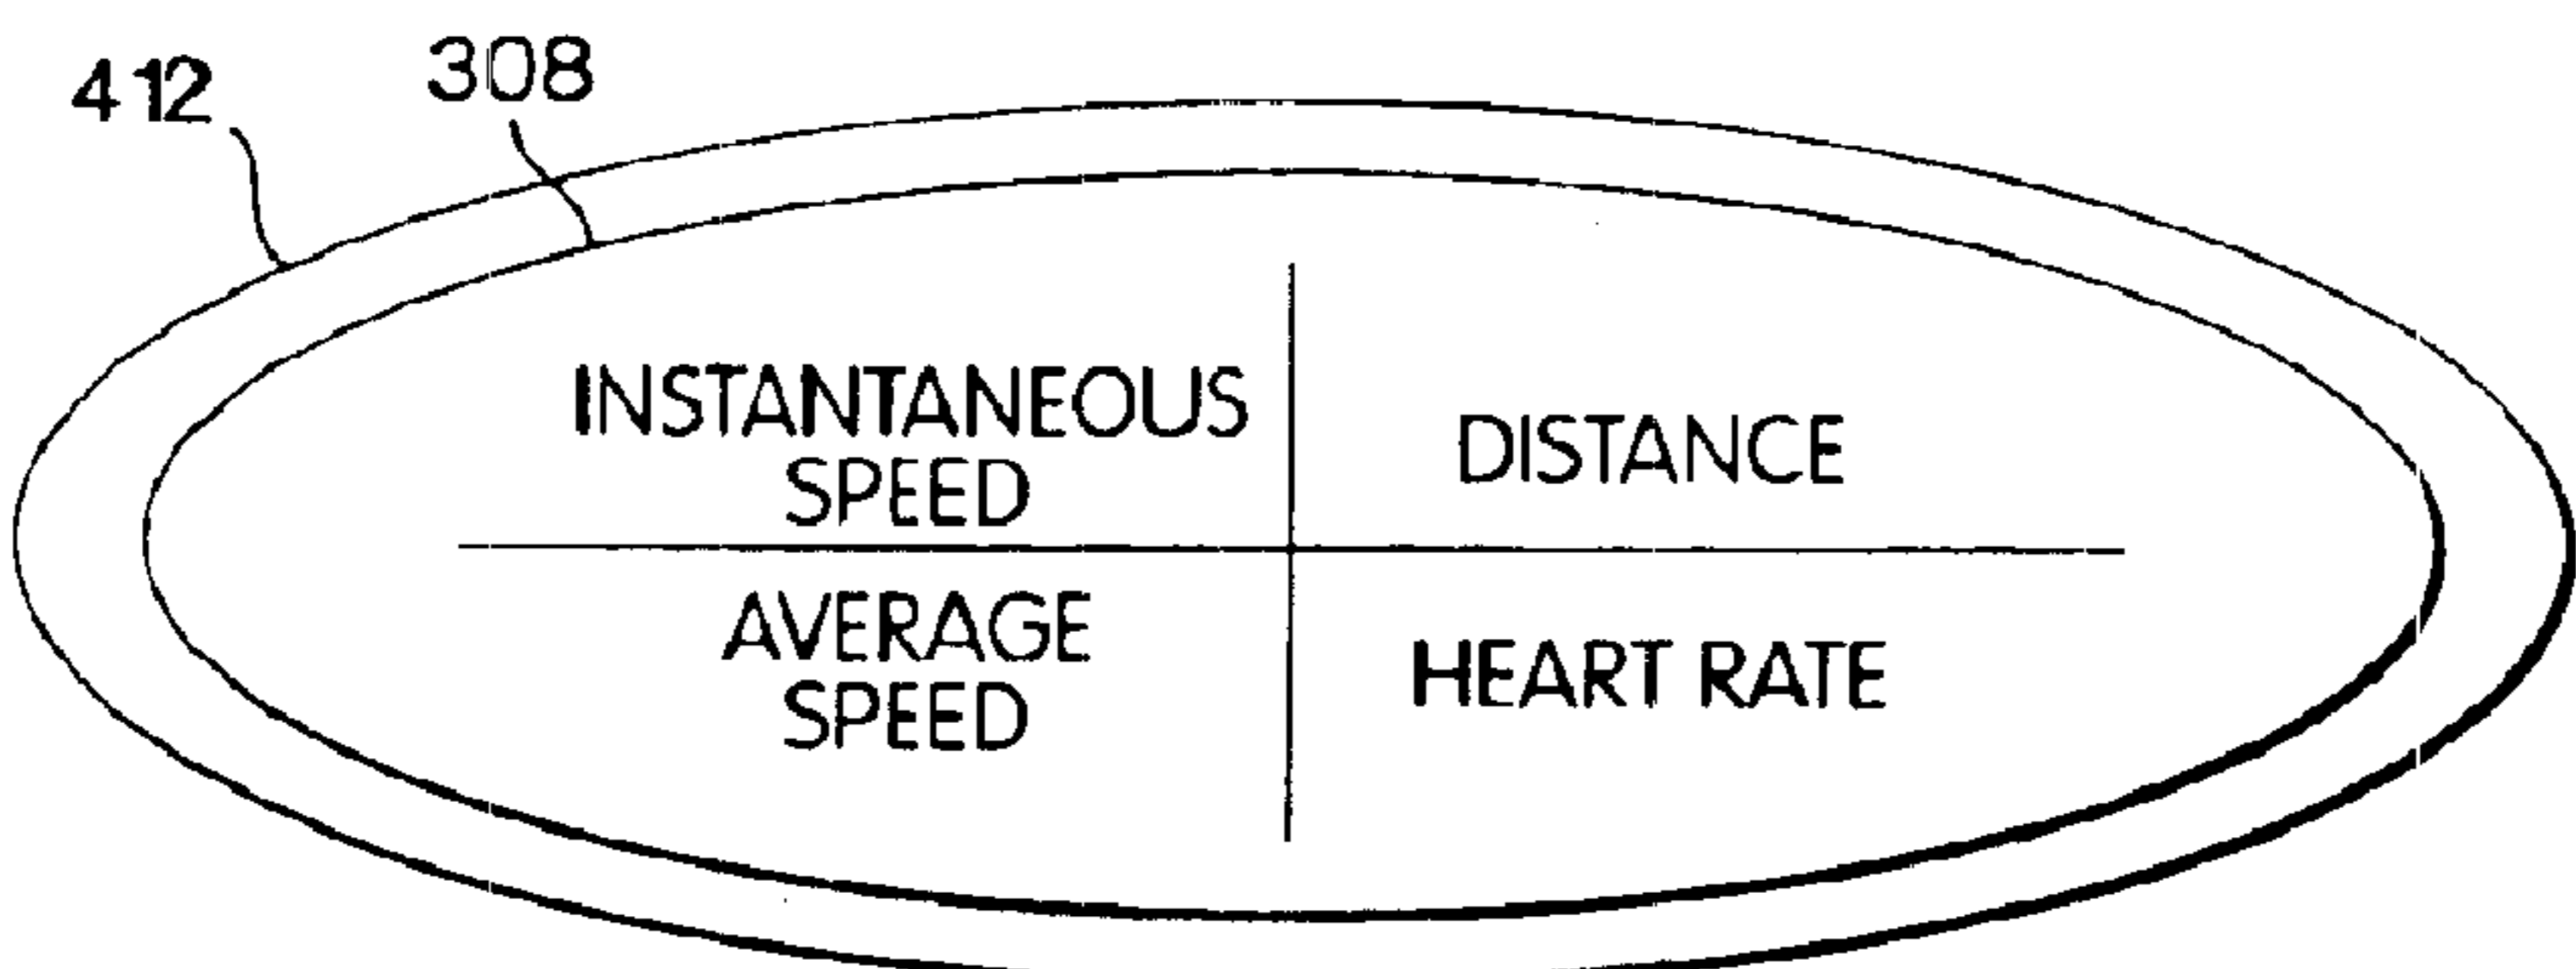 412
308
INSTANTANEOUS
SPEED
DISTANCE
AVERAGE
SPEED
HEART RATE